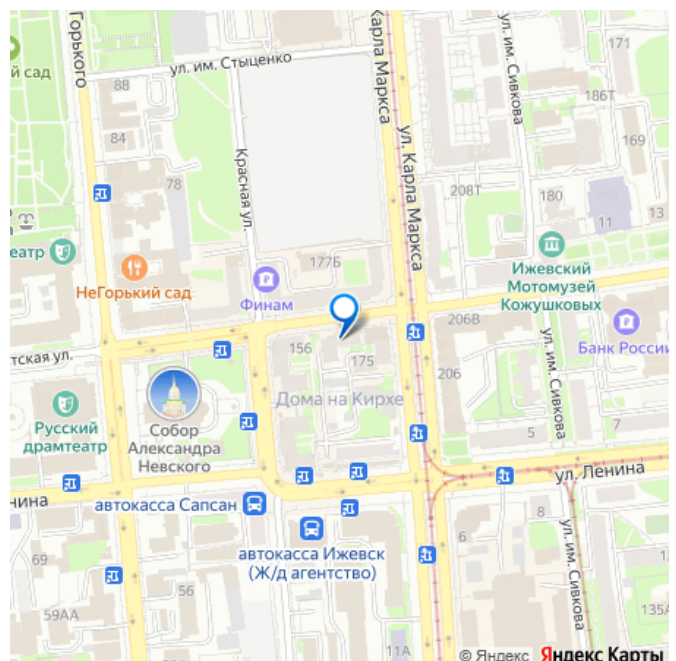 Горького
й сад
88
84
78
ул. им. Стыценко
Красная ул.
Карла Маркса
ул. Карла Маркса
ул. им. Сивкова
171
186Т
169
208Т
180
11
13
еатр
НеГорький сад
177Б
Финам
Ижевский
Мотомузей
Кожушковых
206В
Банк России
тская ул.
156
175
206
ул. им. Сивкова
Дома на Кирхе
Русский
драмтеатр
Собор
Александра
Невского
7
5
нина
автокасса Сапсан
ул. Ленина
автокасса Ижевск
(Ж/д агентство)
69
56
59АА
6
8
ул. им. Сивкова
135А
11А
© Яндекс Яндекс Карты